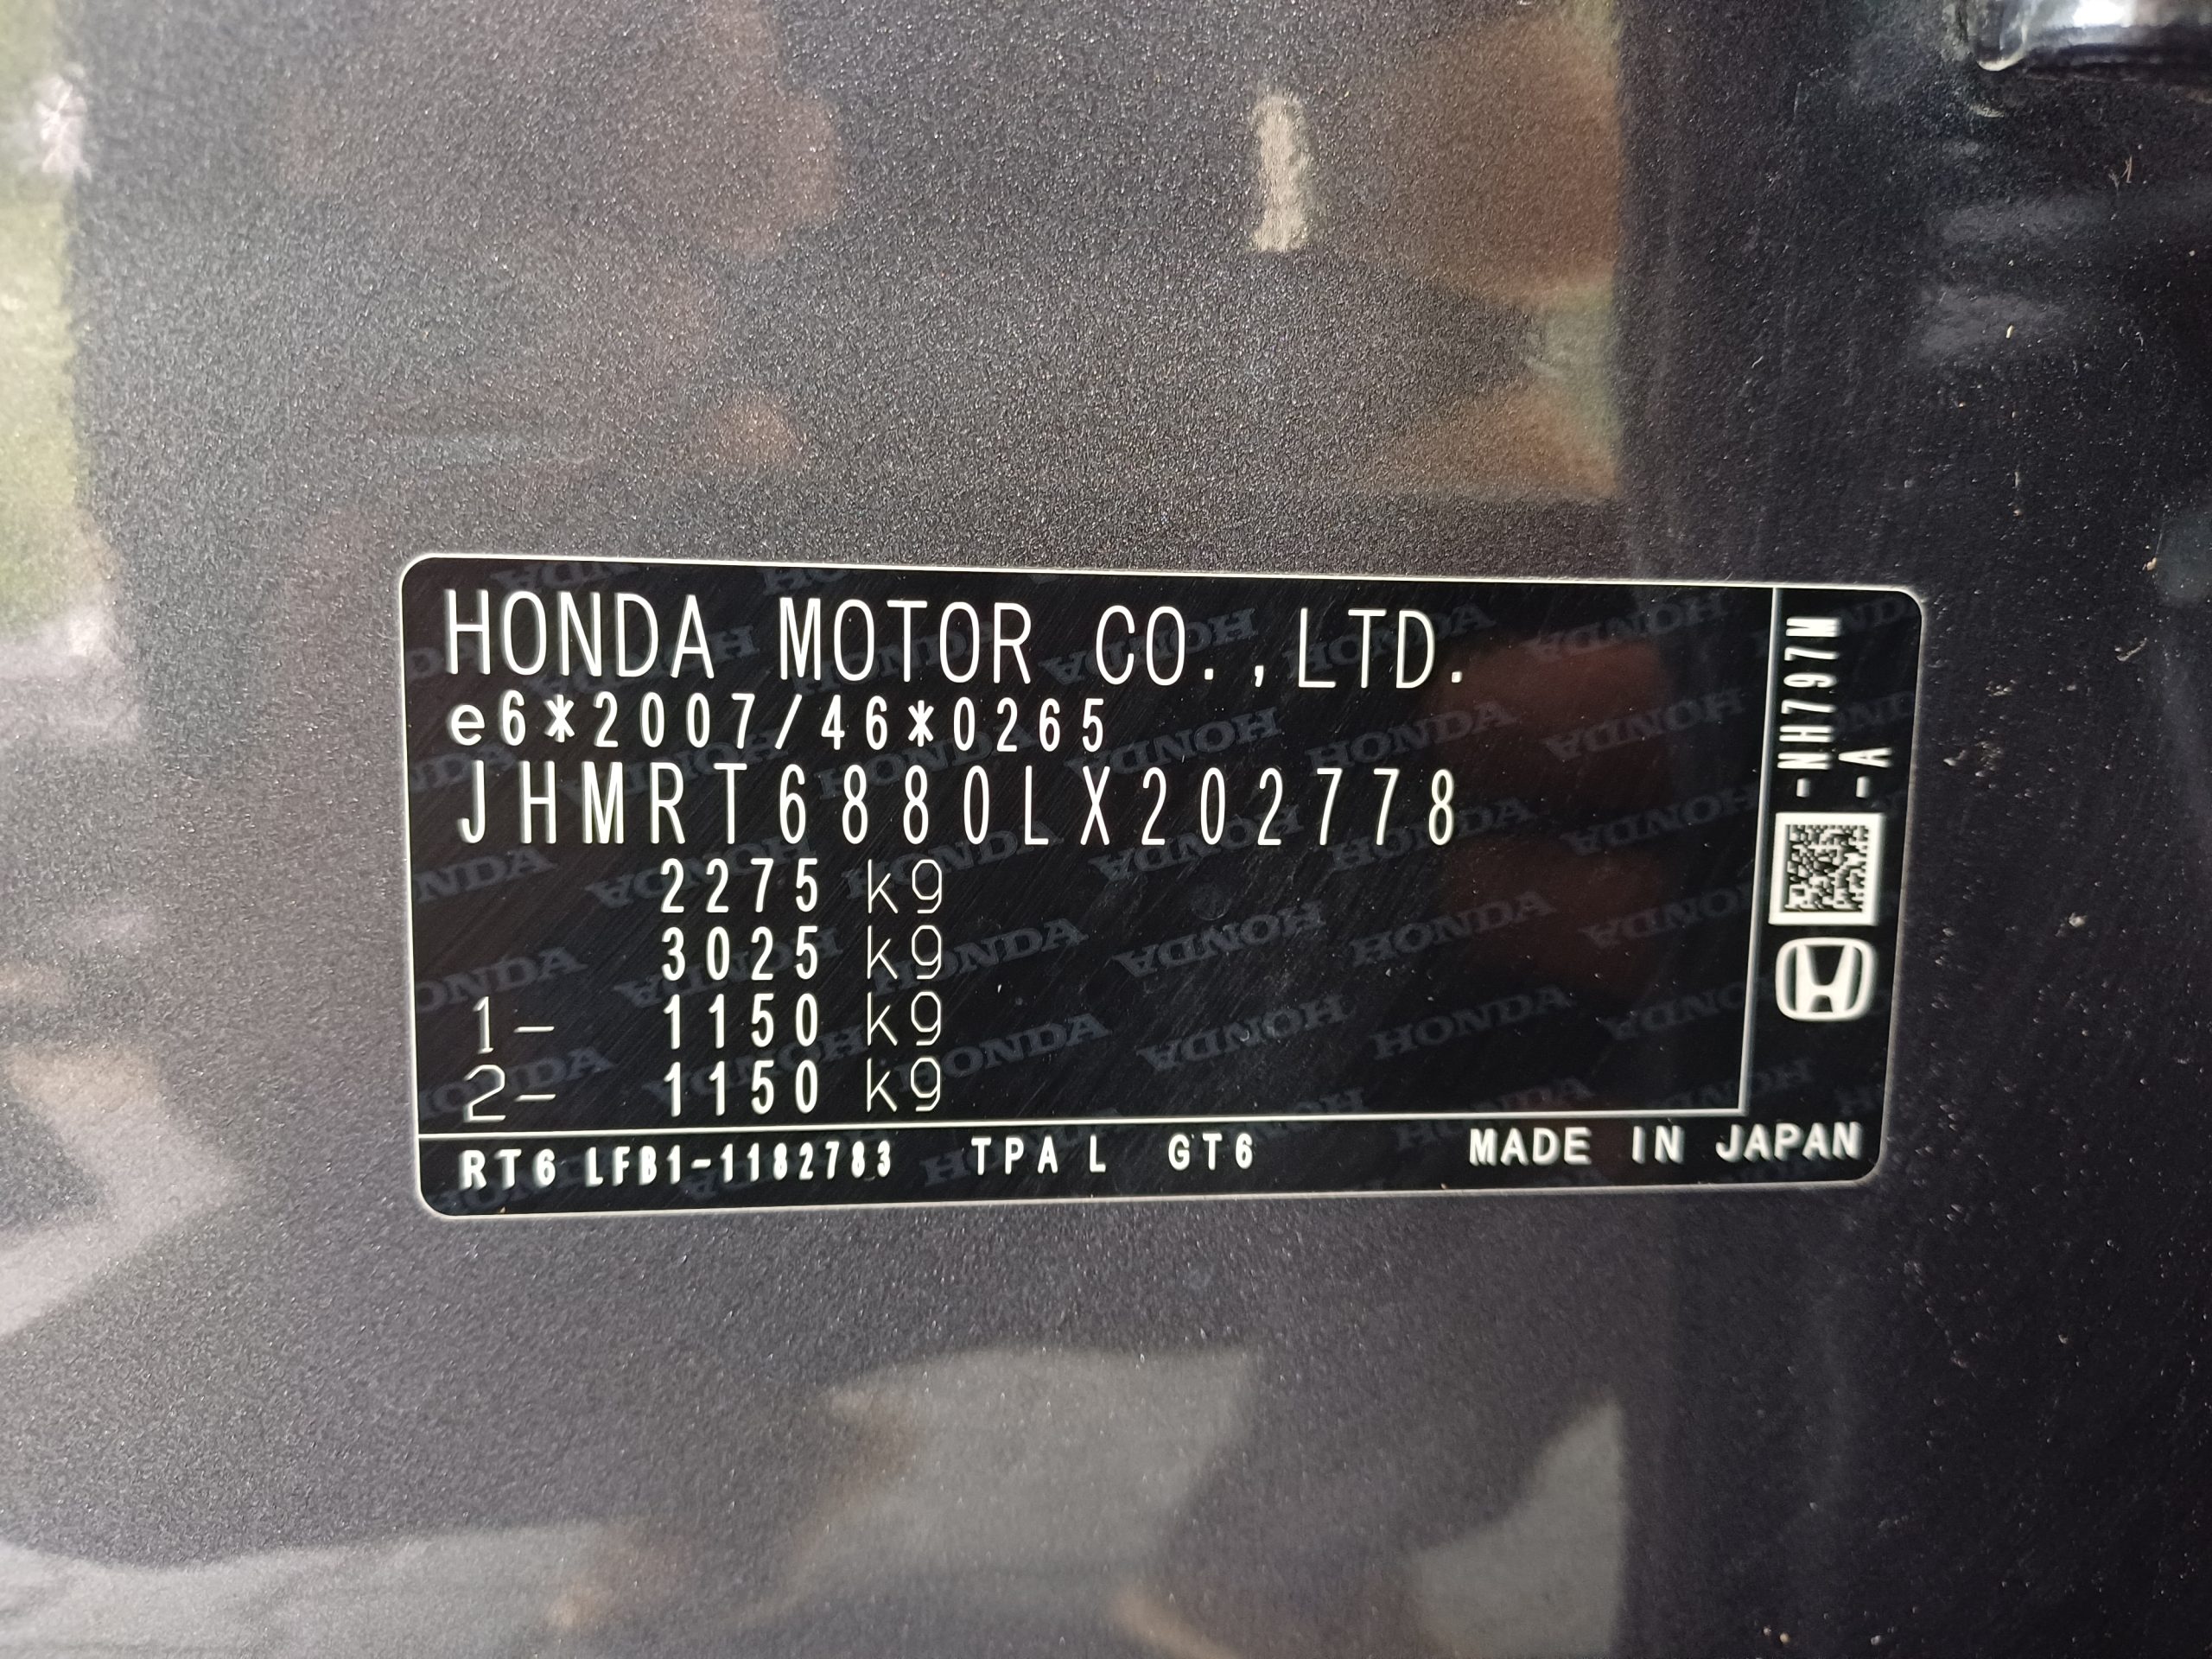 HONDA MOTOR CO.,LTD.
e6*2007/46*0265
JHMRT6880LX202778
2275 kg
3025 kg
1- 1150 kg
2- 1150 kg
RT6 LFB1-1182783 TPA L GT6 MADE IN JAPAN
-NH797M
-A